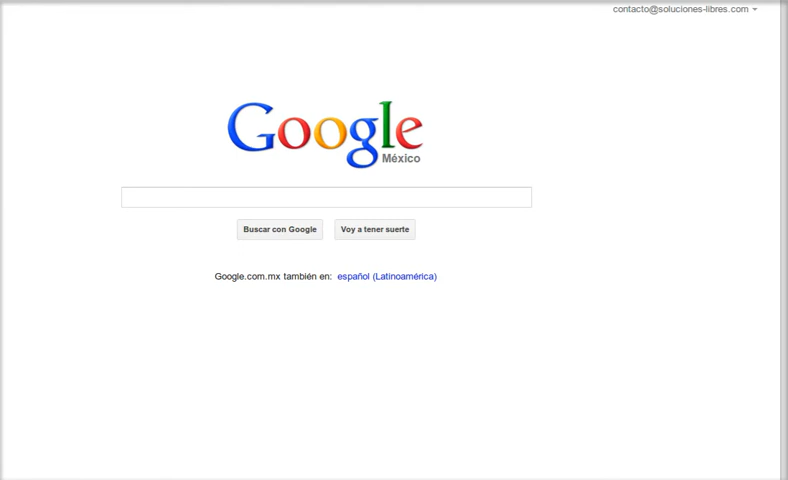 contacto@soluciones-libres.com
Google
México
Buscar con Google
Voy a tener suerte
Google.com.mx también en: español (Latinoamérica)